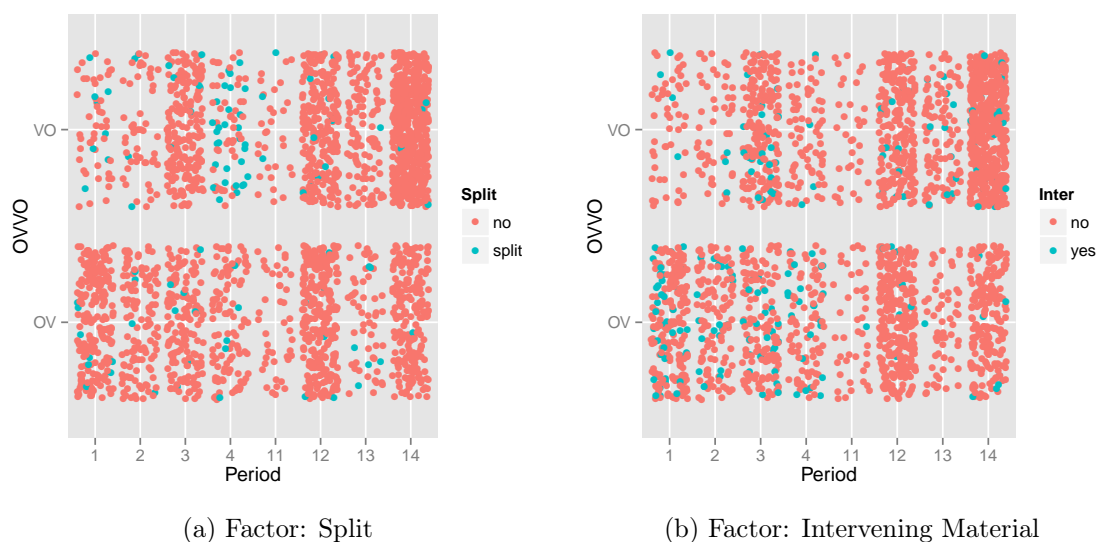 VO
OV
OVVO
1 2 3 4 11 12 13 14
Period
Split
no
split
(a) Factor: Split
VO
OV
OVVO
1 2 3 4 11 12 13 14
Period
Inter
no
yes
(b) Factor: Intervening Material